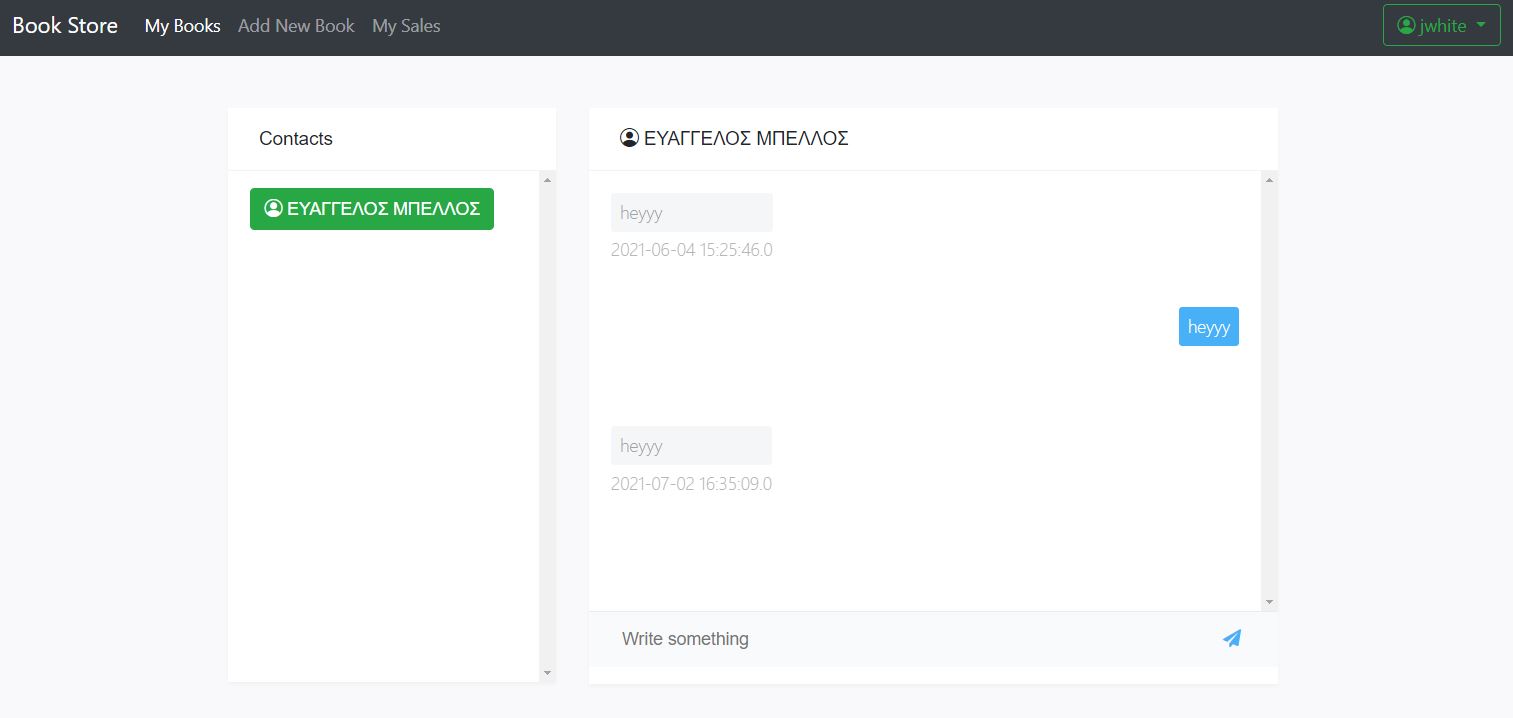 Book Store My Books Add New Book My Sales jwhite
Contacts
ΕΥΑΓΓΕΛΟΣ ΜΠΕΛΛΟΣ
ΕΥΑΓΓΕΛΟΣ ΜΠΕΛΛΟΣ
heyyy
2021-06-04 15:25:46.0
heyyy
heyyy
2021-07-02 16:35:09.0
Write something